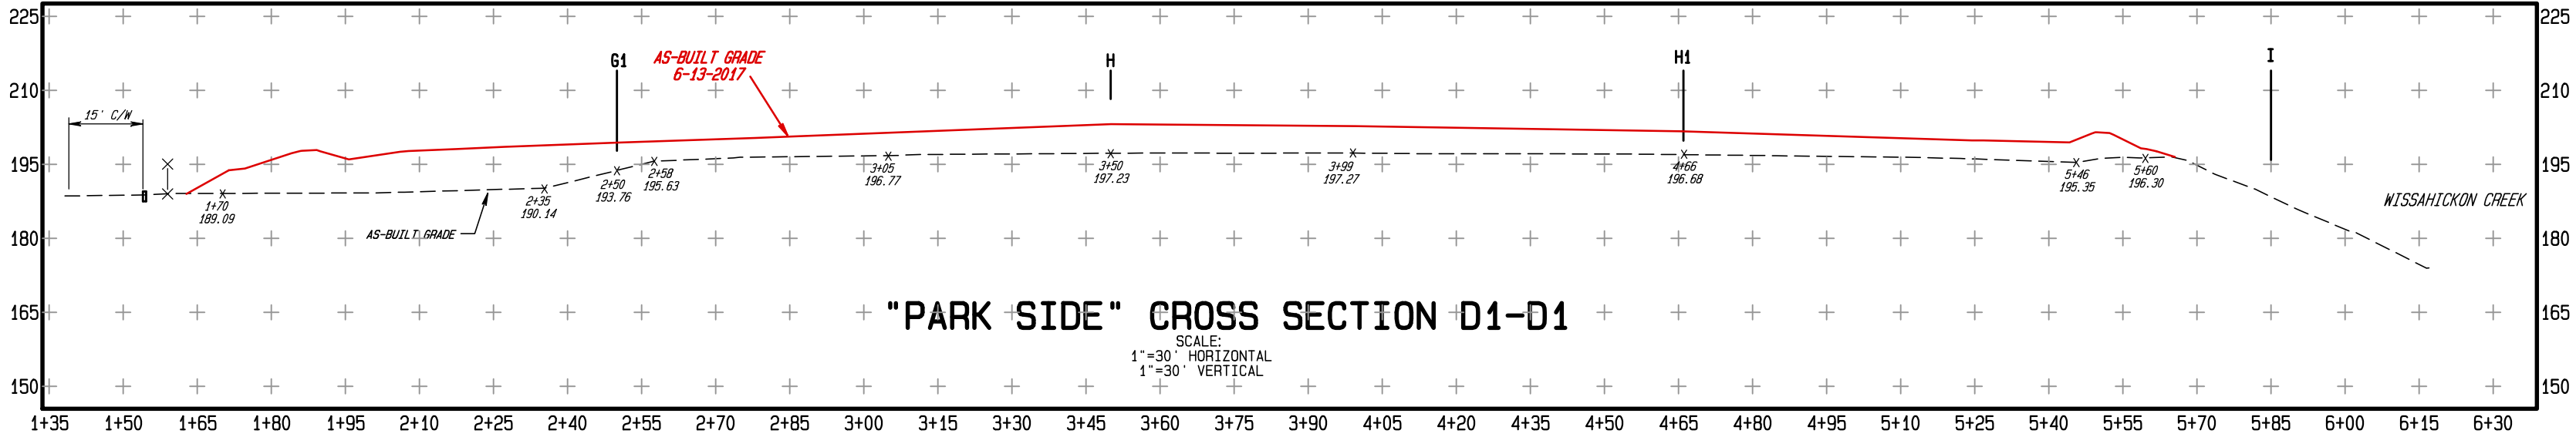 225
225
G1
AS-BUILT GRADE
6-13-2017
H
H1
I
210
210
15' C/W
195
195
1+70
189.09
2+35
190.14
2+50
193.76
2+58
195.63
3+05
196.77
3+50
197.23
3+99
197.27
4+66
196.68
5+46
195.35
5+60
196.30
WISSAHICKON CREEK
AS-BUILT GRADE
180
180
165
165
"PARK SIDE" CROSS SECTION D1-D1
SCALE:
1"=30' HORIZONTAL
1"=30' VERTICAL
150
150
1+35 1+50 1+65 1+80 1+95 2+10 2+25 2+40 2+55 2+70 2+85 3+00 3+15 3+30 3+45 3+60 3+75 3+90 4+05 4+20 4+35 4+50 4+65 4+80 4+95 5+10 5+25 5+40 5+55 5+70 5+85 6+00 6+15 6+30